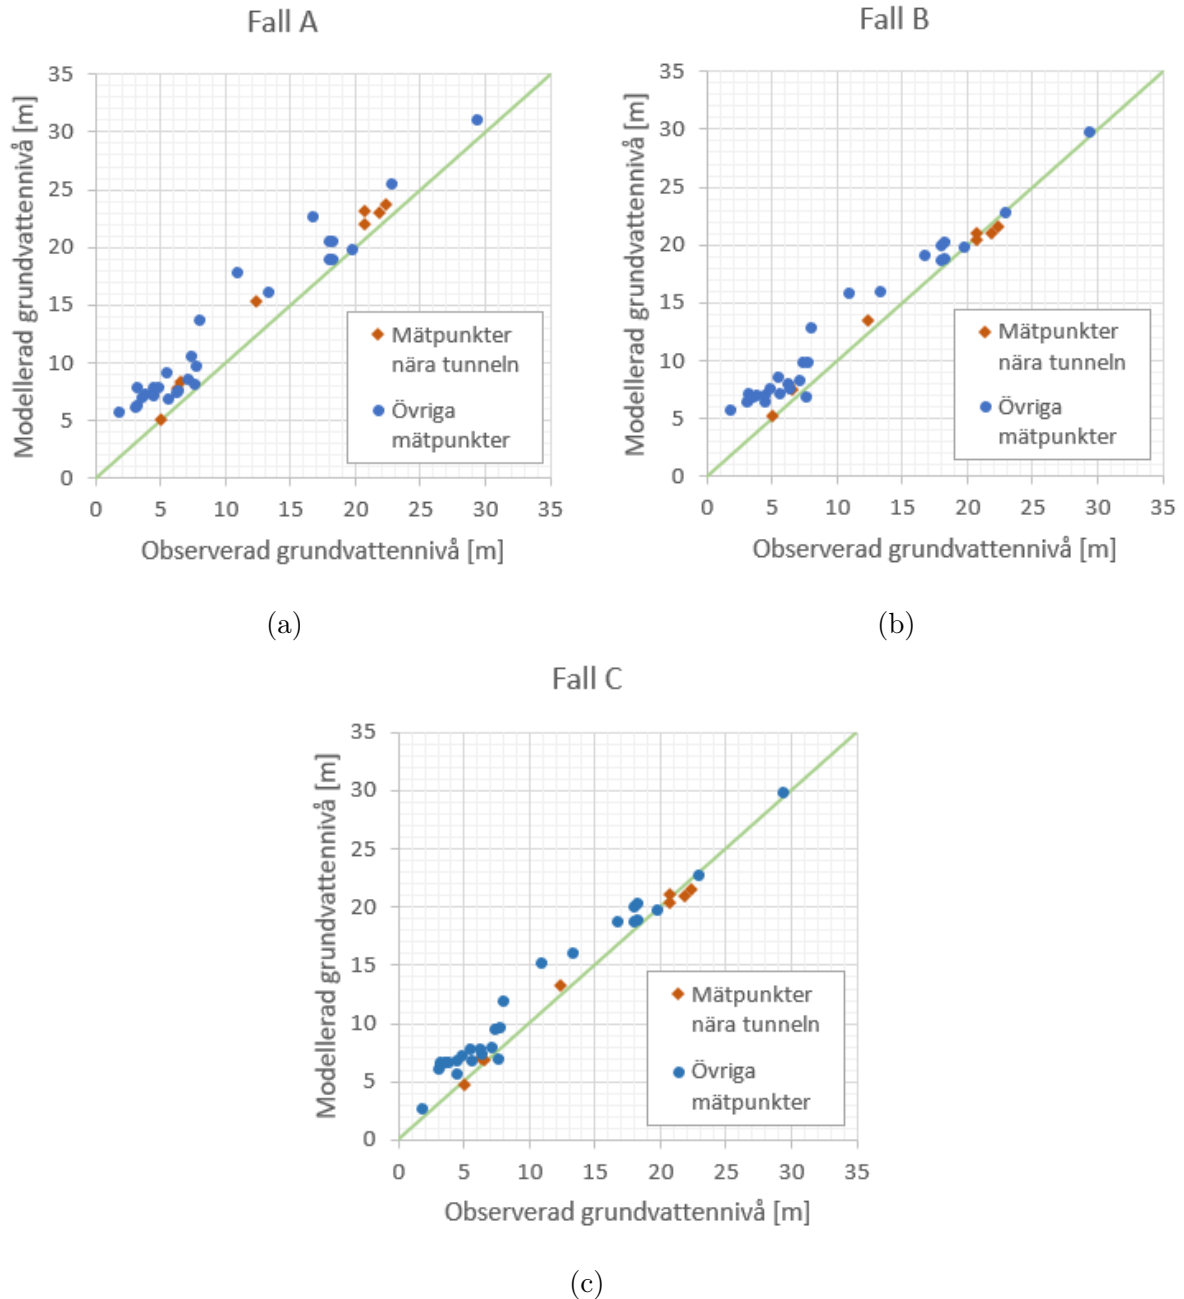 Fall A
35
30
25
20
15
10
5
0
0 5 10 15 20 25 30 35
Modellerad grundvattennivå [m]
Observerad grundvattennivå [m]
Mätpunkter
nära tunneln
Övriga
mätpunkter
(a)
Fall B
35
30
25
20
15
10
5
0
0 5 10 15 20 25 30 35
Modellerad grundvattennivå [m]
Observerad grundvattennivå [m]
Mätpunkter
nära tunneln
Övriga
mätpunkter
(b)
Fall C
35
30
25
20
15
10
5
0
0 5 10 15 20 25 30 35
Modellerad grundvattennivå [m]
Observerad grundvattennivå [m]
Mätpunkter
nära tunneln
Övriga
mätpunkter
(c)